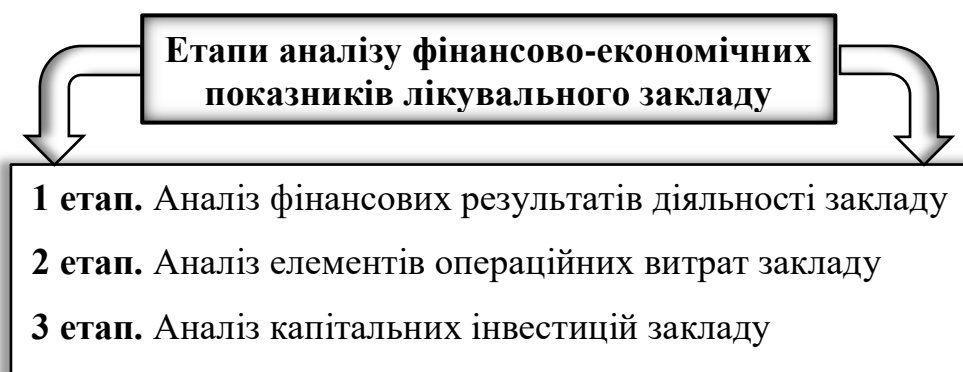 Етапи аналізу фінансово-економічних
показників лікувального закладу
1 етап. Аналіз фінансових результатів діяльності закладу
2 етап. Аналіз елементів операційних витрат закладу
3 етап. Аналіз капітальних інвестицій закладу